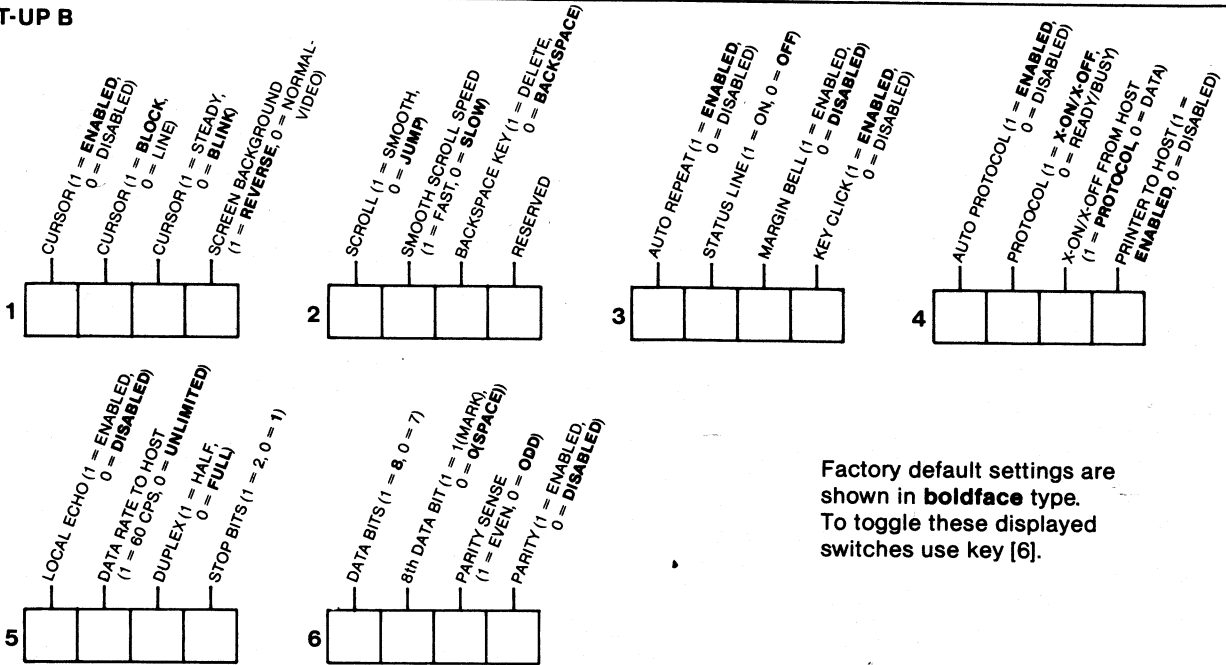 T-UP B
CURSOR (1 = ENABLED,
0 = DISABLED)
CURSOR (1 = BLOCK,
0 = LINE)
CURSOR (1 = STEADY,
0 = BLINK)
SCREEN BACKGROUND
(1 = REVERSE, 0 = NORMAL-
VIDEO)
1
SCROLL (1 = SMOOTH,
0 = JUMP)
SMOOTH SCROLL SPEED
(1 = FAST, 0 = SLOW)
BACKSPACE KEY (1 = DELETE,
0 = BACKSPACE)
RESERVED
2
AUTO REPEAT (1 = ENABLED,
0 = DISABLED)
STATUS LINE (1 = ON, 0 = OFF)
MARGIN BELL (1 = ENABLED,
0 = DISABLED)
KEY CLICK (1 = ENABLED,
0 = DISABLED)
3
AUTO PROTOCOL (1 = ENABLED,
0 = DISABLED)
PROTOCOL (1 = X-ON/X-OFF,
0 = READY/BUSY)
X-ON/X-OFF FROM HOST
(1 = PROTOCOL, 0 = DATA)
PRINTER TO HOST (1 =
ENABLED, 0 = DISABLED)
4
LOCAL ECHO (1 = ENABLED,
0 = DISABLED)
DATA RATE TO HOST
(1 = 60 CPS, 0 = UNLIMITED)
DUPLEX (1 = HALF,
0 = FULL)
STOP BITS (1 = 2, 0 = 1)
5
DATA BITS (1 = 8, 0 = 7)
8th DATA BIT (1 = 1(MARK),
0 = 0(SPACE))
PARITY SENSE
(1 = EVEN, 0 = ODD)
PARITY (1 = ENABLED,
0 = DISABLED)
6
Factory default settings are
shown in boldface type.
To toggle these displayed
switches use key [6].